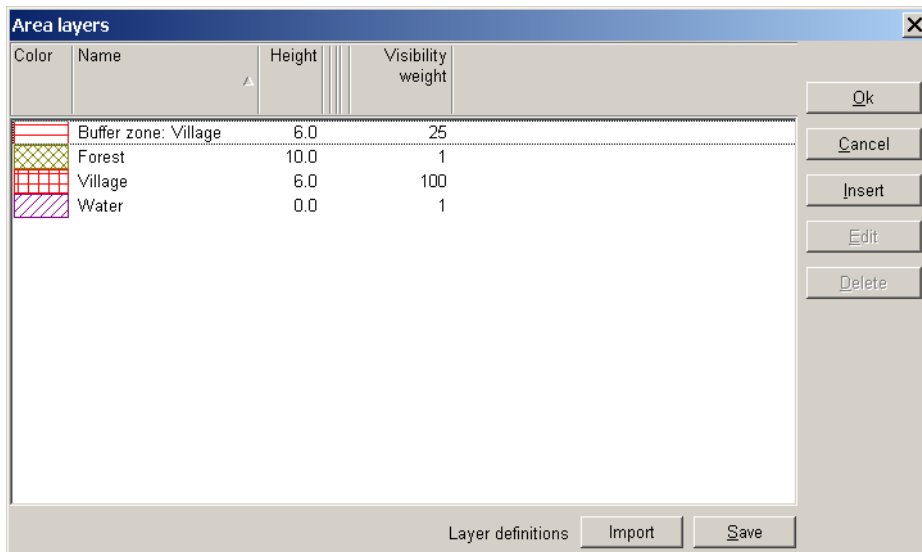 Area layers
Color Name Height Visibility weight
Buffer zone: Village 6.0 25
Forest 10.0 1
Village 6.0 100
Water 0.0 1
Ok
Cancel
Insert
Edit
Delete
Layer definitions Import Save